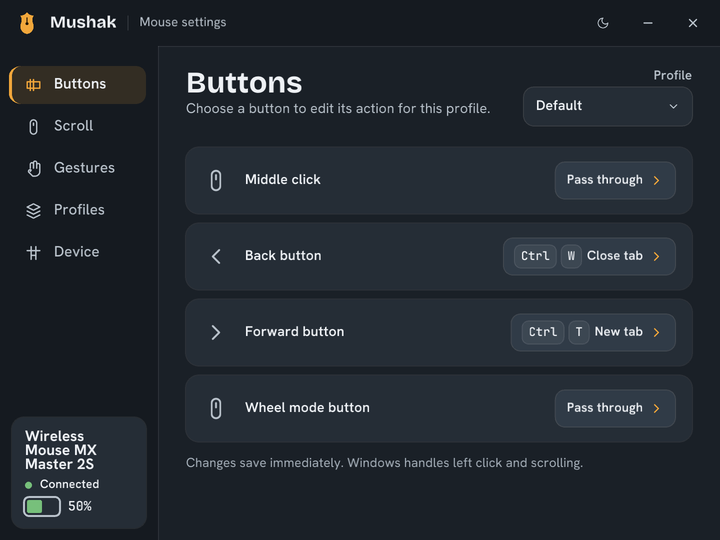 Mushak
Mouse settings
Buttons
Scroll
Gestures
Profiles
Device
Wireless
Mouse MX
Master 2S
Connected
50%
Buttons
Choose a button to edit its action for this profile.
Profile
Default
Middle click
Pass through
Back button
Ctrl W Close tab
Forward button
Ctrl T New tab
Wheel mode button
Pass through
Changes save immediately. Windows handles left click and scrolling.